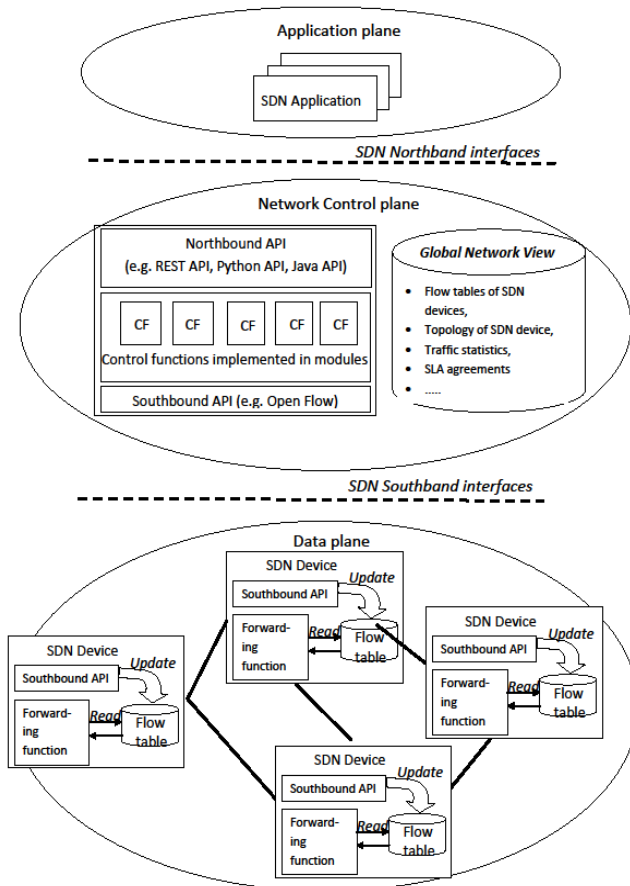 Application plane
SDN Application
SDN Northband interfaces
Network Control plane
Northbound API
(e.g. REST API, Python API, Java API)
CF CF CF CF CF
Control functions implemented in modules
Southbound API (e.g. Open Flow)
Global Network View
• Flow tables of SDN
devices,
• Topology of SDN device,
• Traffic statistics,
• SLA agreements
• .....
SDN Southband interfaces
Data plane
SDN Device
Southbound API
Update
Forward-
ing
function
Read
Flow
table
SDN Device
Southbound API
Update
Forward-
ing
function
Read
Flow
table
SDN Device
Southbound API
Update
Forward-
ing
function
Read
Flow
table
SDN Device
Southbound API
Update
Forward-
ing
function
Read
Flow
table